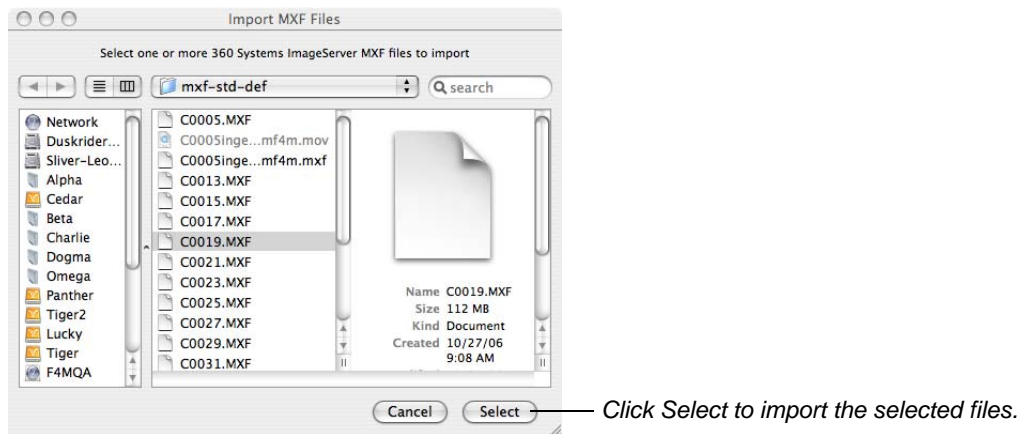 Import MXF Files
Select one or more 360 Systems ImageServer MXF files to import
mxf-std-def
search
Network
Duskrider...
Sliver-Leo...
Alpha
Cedar
Beta
Charlie
Dogma
Omega
Panther
Tiger2
Lucky
Tiger
F4MQA
C0005.MXF
C0005inge...mf4m.mov
C0005inge...mf4m.mxf
C0013.MXF
C0015.MXF
C0017.MXF
C0019.MXF
C0021.MXF
C0023.MXF
C0025.MXF
C0027.MXF
C0029.MXF
C0031.MXF
Name C0019.MXF
Size 112 MB
Kind Document
Created 10/27/06
9:08 AM
Cancel
Select
Click Select to import the selected files.